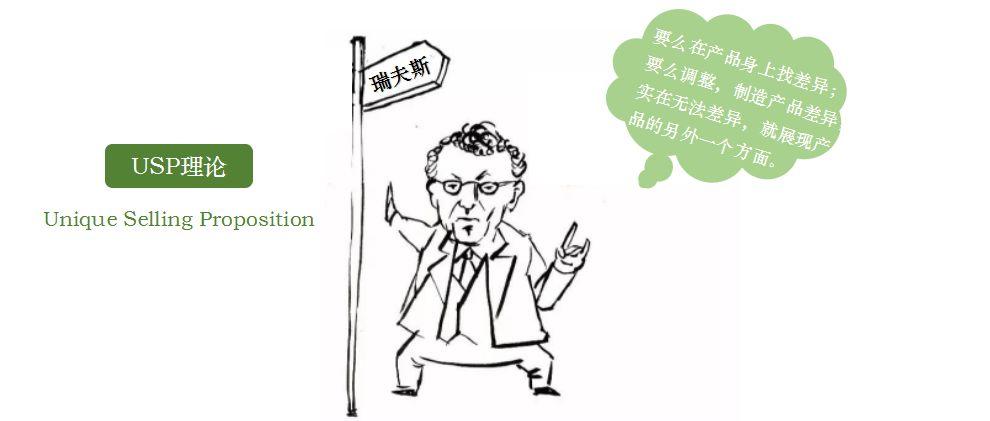 瑞夫斯
要么在产品身上找差异；
要么调整，制造产品差异
实在无法差异，就展现产
品的另外一个方面。
USP理论
Unique Selling Proposition